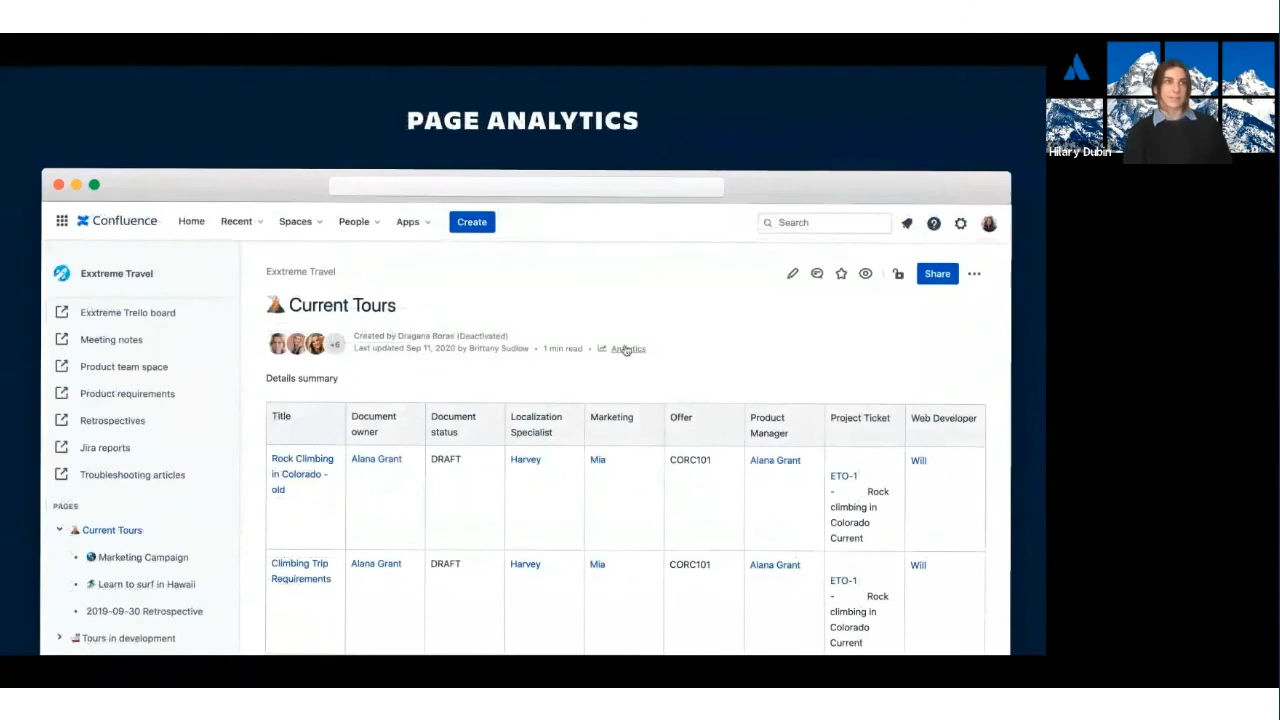 PAGE ANALYTICS
Hilary Dubin
Confluence
Home
Recent
Spaces
People
Apps
Create
Search
Exxtreme Travel
Exxtreme Trello board
Meeting notes
Product team space
Product requirements
Retrospectives
Jira reports
Troubleshooting articles
PAGES
Current Tours
Marketing Campaign
Learn to surf in Hawaii
2019-09-30 Retrospective
Tours in development
Exxtreme Travel
Share
Current Tours
+6
Created by Dragana Boras (Deactivated)
Last updated Sep 11, 2020 by Brittany Sudlow • 1 min read • Analytics
Details summary
Title
Document
owner
Document
status
Localization
Specialist
Marketing
Offer
Product
Manager
Project Ticket
Web Developer
Rock Climbing
in Colorado -
old
Alana Grant
DRAFT
Harvey
Mia
CORC101
Alana Grant
ETO-1
- Rock
climbing in
Colorado
Current
Will
Climbing Trip
Requirements
Alana Grant
DRAFT
Harvey
Mia
CORC101
Alana Grant
ETO-1
- Rock
climbing in
Colorado
Current
Will